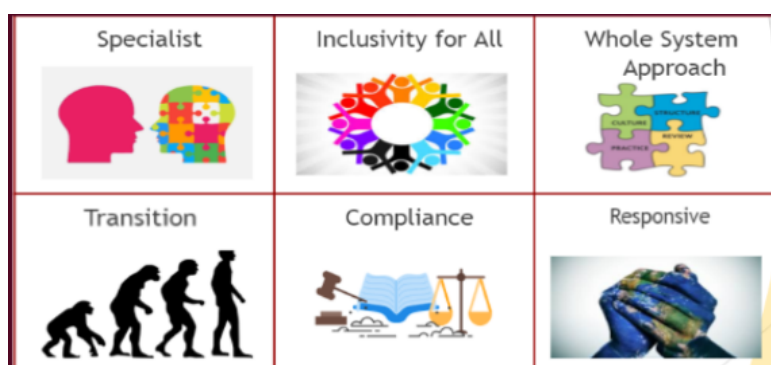 Specialist
Inclusivity for All
Whole System
Approach
CULTURE
STRUCTURE
PRACTICE
REVIEW
Transition
Compliance
Responsive